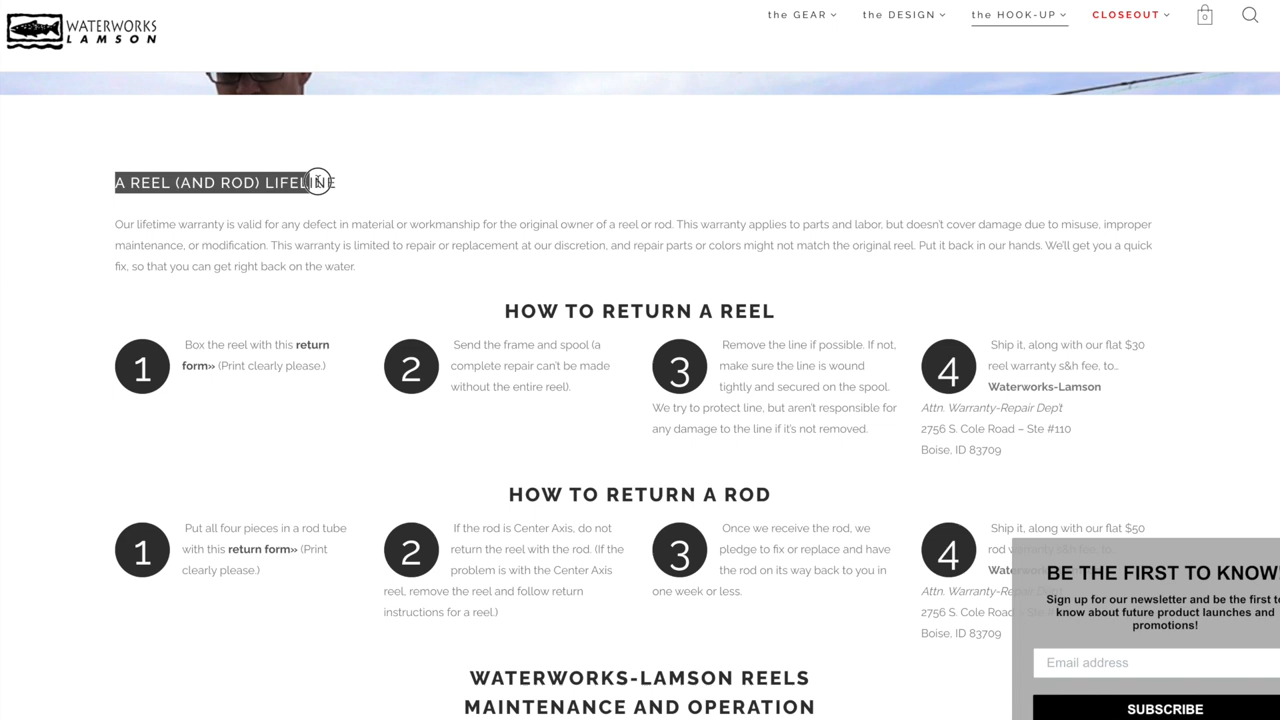 WATERWORKS
LAMSON
the GEAR
the DESIGN
the HOOK-UP
CLOSEOUT
0
A REEL (AND ROD) LIFELINE
Our lifetime warranty is valid for any defect in material or workmanship for the original owner of a reel or rod. This warranty applies to parts and labor, but doesn't cover damage due to misuse, improper
maintenance, or modification. This warranty is limited to repair or replacement at our discretion, and repair parts or colors might not match the original reel. Put it back in our hands. We'll get you a quick
fix, so that you can get right back on the water.
HOW TO RETURN A REEL
1
Box the reel with this return
form» (Print clearly please.)
2
Send the frame and spool (a
complete repair can't be made
without the entire reel).
3
Remove the line if possible. If not,
make sure the line is wound
tightly and secured on the spool.
We try to protect line, but aren't responsible for
any damage to the line if it's not removed.
4
Ship it, along with our flat $30
reel warranty s&h fee, to...
Waterworks-Lamson
Attn. Warranty-Repair Dep't
2756 S. Cole Road – Ste #110
Boise, ID 83709
HOW TO RETURN A ROD
1
Put all four pieces in a rod tube
with this return form» (Print
clearly please.)
2
If the rod is Center Axis, do not
return the reel with the rod. (If the
problem is with the Center Axis
reel, remove the reel and follow return
instructions for a reel.)
3
Once we receive the rod, we
pledge to fix or replace and have
the rod on its way back to you in
one week or less.
4
Ship it, along with our flat $50
rod warranty s&h fee, to...
Attn. Warranty-Repair
2756 S. Cole Road
Boise, ID 83709
BE THE FIRST TO KNOW!
Sign up for our newsletter and be the first to
know about future product launches and
promotions!
Email address
SUBSCRIBE
WATERWORKS-LAMSON REELS
MAINTENANCE AND OPERATION